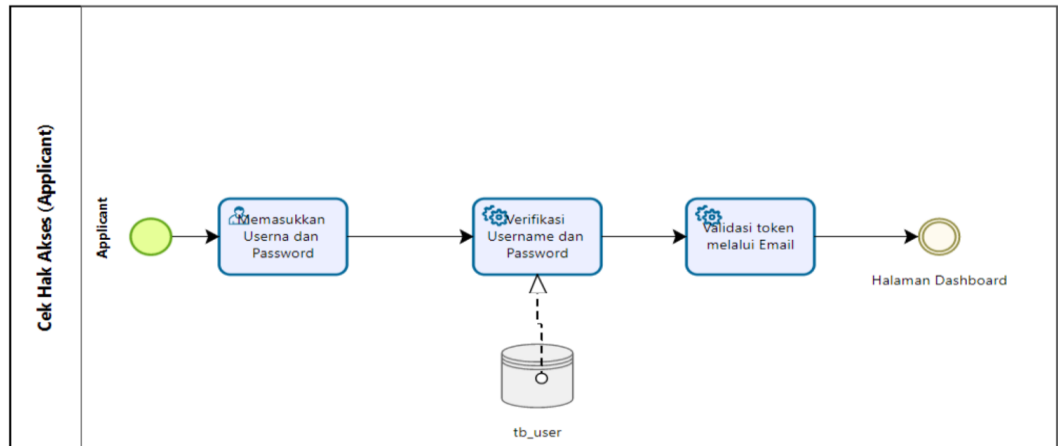 Cek Hak Akses (Applicant)
Applicant
Memasukkan
Userna dan
Password
Verifikasi
Username dan
Password
Validasi token
melalui Email
Halaman Dashboard
tb_user